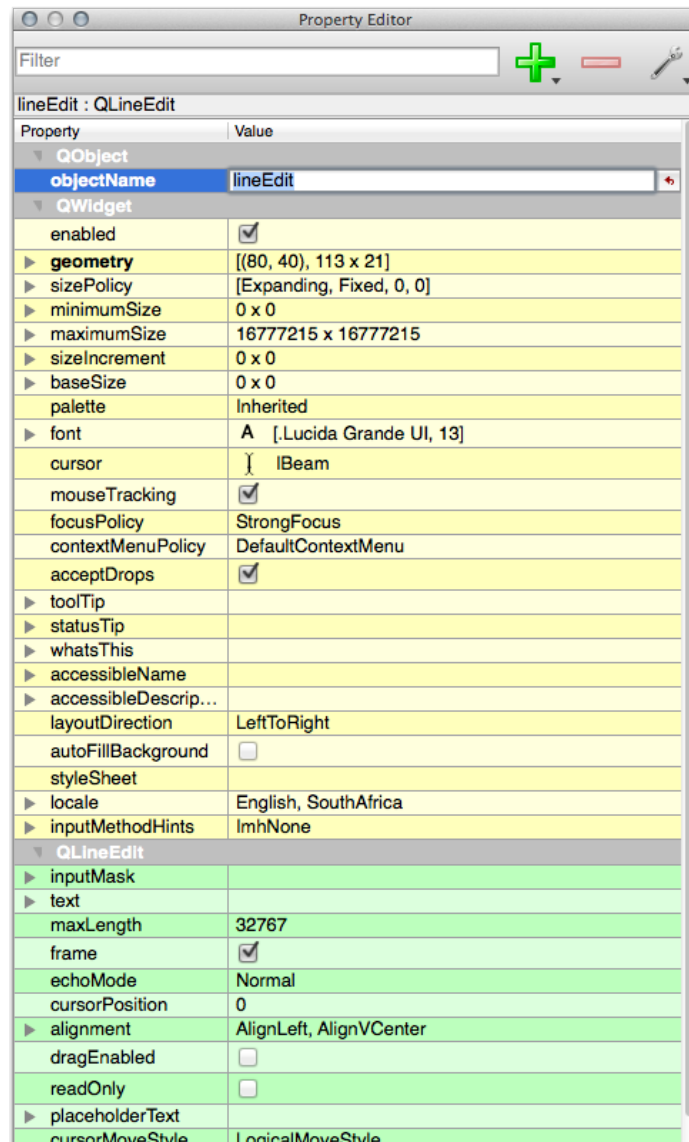 Property Editor
Filter
lineEdit : QLineEdit
Property Value
QObject
objectName lineEdit
QWidget
enabled
geometry [(80, 40), 113 x 21]
sizePolicy [Expanding, Fixed, 0, 0]
minimumSize 0 x 0
maximumSize 16777215 x 16777215
sizeIncrement 0 x 0
baseSize 0 x 0
palette Inherited
font A [.Lucida Grande UI, 13]
cursor IBeam
mouseTracking
focusPolicy StrongFocus
contextMenuPolicy DefaultContextMenu
acceptDrops
toolTip
statusTip
whatsThis
accessibleName
accessibleDescrip...
layoutDirection LeftToRight
autoFillBackground
styleSheet
locale English, SouthAfrica
inputMethodHints ImhNone
QLineEdit
inputMask
text
maxLength 32767
frame
echoMode Normal
cursorPosition 0
alignment AlignLeft, AlignVCenter
dragEnabled
readOnly
placeholderText
cursorMoveStyle LogicalMoveStyle